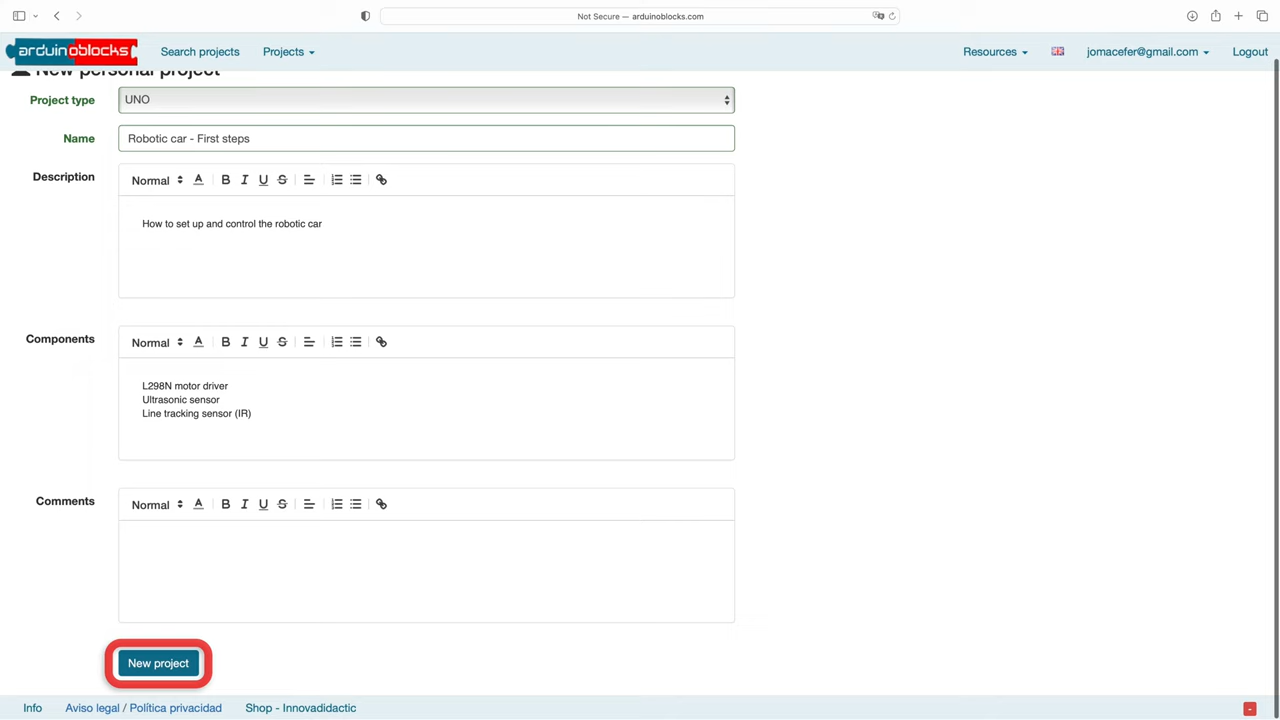 Not Secure — arduinoblocks.com
arduinoblocks
Search projects
Projects
Resources
jomacefer@gmail.com
Logout
New personal project
Project type
UNO
Name
Robotic car - First steps
Description
Normal
How to set up and control the robotic car
Components
Normal
L298N motor driver
Ultrasonic sensor
Line tracking sensor (IR)
Comments
Normal
New project
Info
Aviso legal / Política privacidad
Shop - Innovadidactic